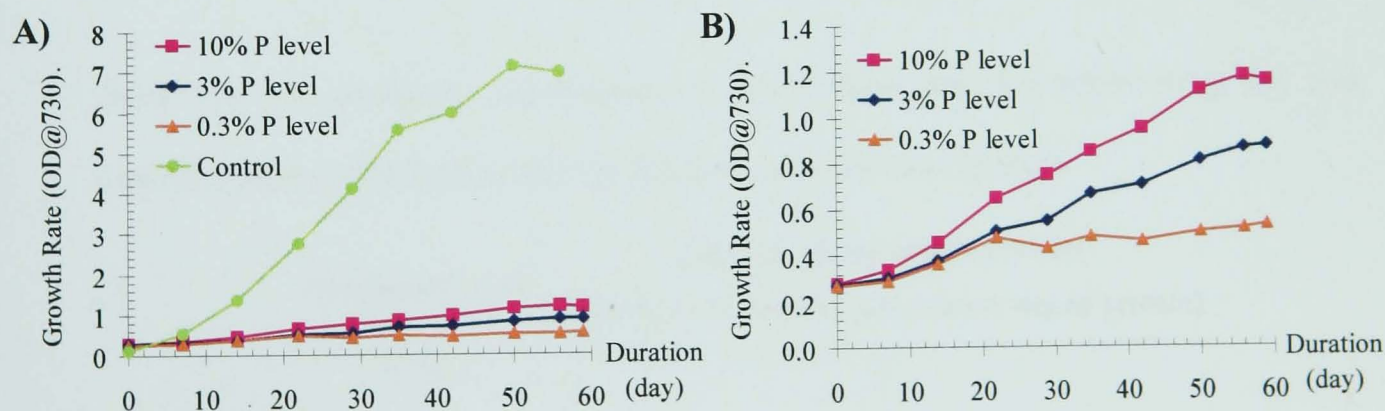 A)
Growth Rate (OD@730).
8
7
6
5
4
3
2
1
0
10% P level
3% P level
0.3% P level
Control
0 10 20 30 40 50 60
Duration
(day)
B)
Growth Rate (OD@730).
1.4
1.2
1.0
0.8
0.6
0.4
0.2
0.0
10% P level
3% P level
0.3% P level
0 10 20 30 40 50 60
Duration
(day)